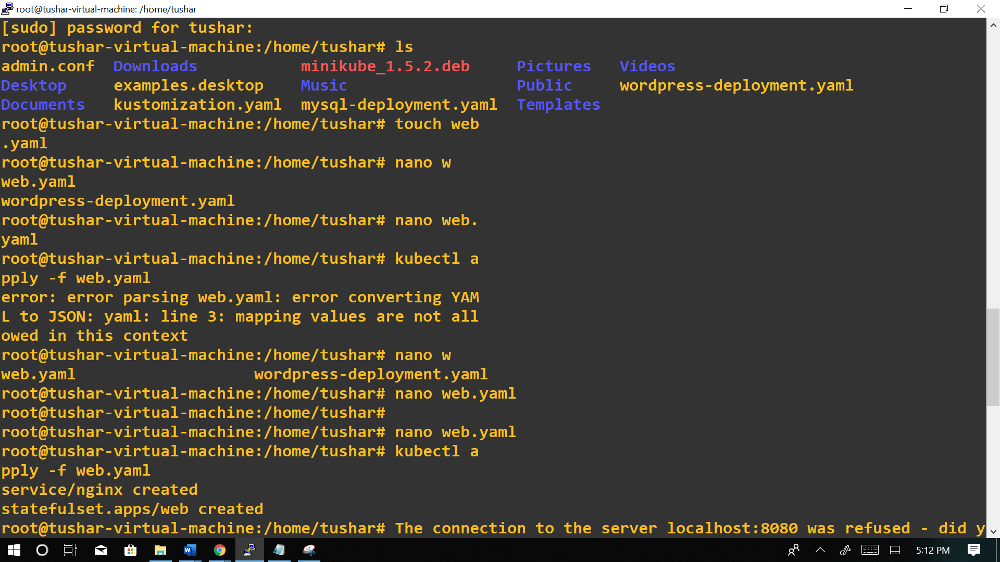 root@tushar-virtual-machine: /home/tushar
[sudo] password for tushar:
root@tushar-virtual-machine:/home/tushar# ls
admin.conf  Downloads           minikube_1.5.2.deb     Pictures   Videos
Desktop     examples.desktop    Music                  Public     wordpress-deployment.yaml
Documents   kustomization.yaml  mysql-deployment.yaml  Templates
root@tushar-virtual-machine:/home/tushar# touch web
.yaml
root@tushar-virtual-machine:/home/tushar# nano w
web.yaml
wordpress-deployment.yaml
root@tushar-virtual-machine:/home/tushar# nano web.
yaml
root@tushar-virtual-machine:/home/tushar# kubectl a
pply -f web.yaml
error: error parsing web.yaml: error converting YAM
L to JSON: yaml: line 3: mapping values are not all
owed in this context
root@tushar-virtual-machine:/home/tushar# nano w
web.yaml                   wordpress-deployment.yaml
root@tushar-virtual-machine:/home/tushar# nano web.yaml
root@tushar-virtual-machine:/home/tushar#
root@tushar-virtual-machine:/home/tushar# nano web.yaml
root@tushar-virtual-machine:/home/tushar# kubectl a
pply -f web.yaml
service/nginx created
statefulset.apps/web created
root@tushar-virtual-machine:/home/tushar# The connection to the server localhost:8080 was refused - did y
5:12 PM